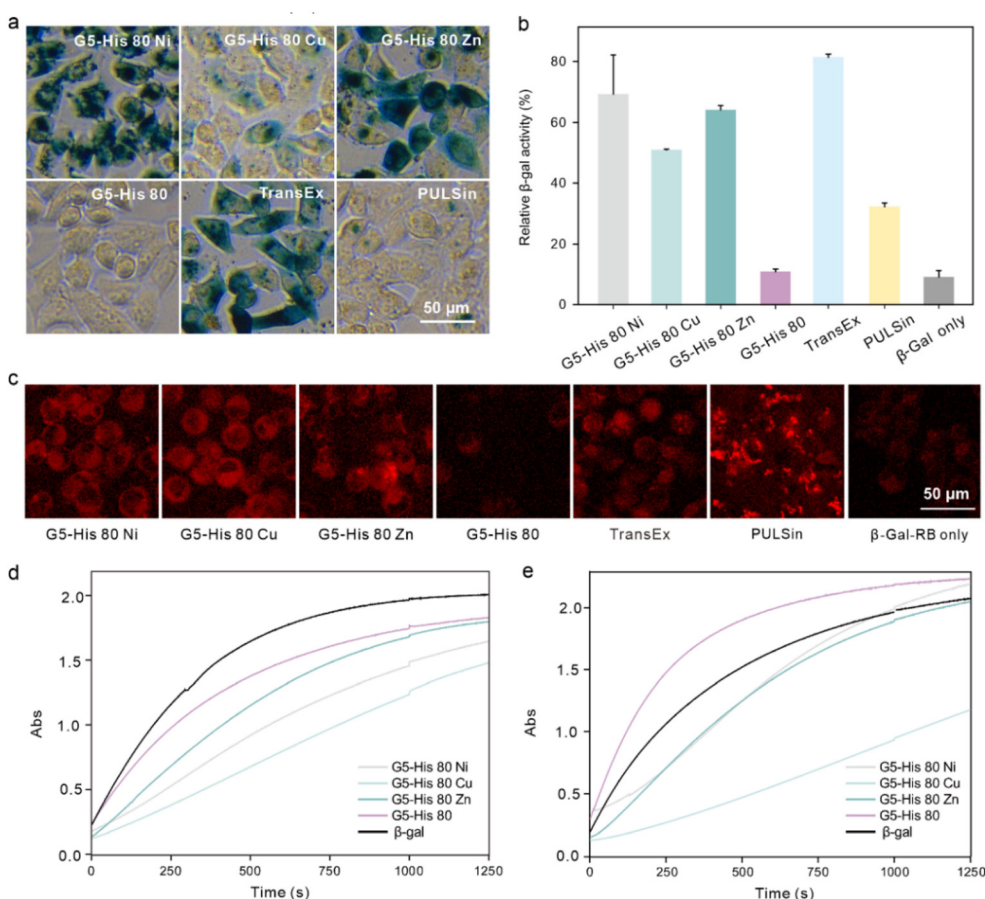 a
G5-His 80 Ni
G5-His 80 Cu
G5-His 80 Zn
G5-His 80
TransEx
PULSin
50 µm
b
Relative β-gal activity (%)
80
60
40
20
0
G5-His 80 Ni
G5-His 80 Cu
G5-His 80 Zn
G5-His 80
TransEx
PULSin
β-Gal only
c
50 µm
G5-His 80 Ni
G5-His 80 Cu
G5-His 80 Zn
G5-His 80
TransEx
PULSin
β-Gal-RB only
d
Abs
2.0
1.5
1.0
0.5
0.0
G5-His 80 Ni
G5-His 80 Cu
G5-His 80 Zn
G5-His 80
β-gal
0
250
500
750
1000
1250
Time (s)
e
Abs
2.0
1.5
1.0
0.5
0.0
G5-His 80 Ni
G5-His 80 Cu
G5-His 80 Zn
G5-His 80
β-gal
0
250
500
750
1000
1250
Time (s)